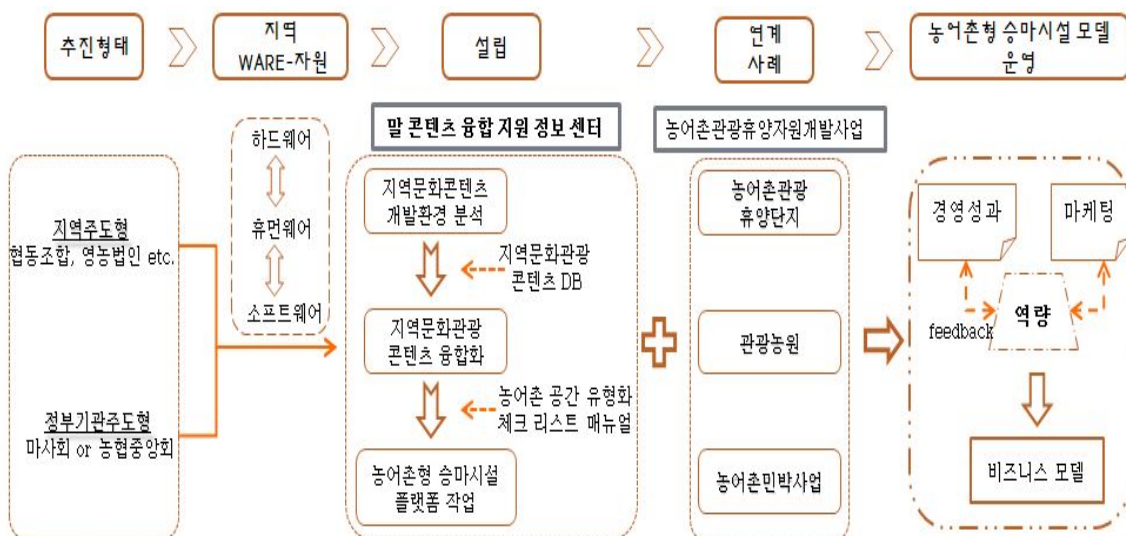 추진형태
지역
WARE-자원
설립
연계
사례
농어촌형 승마시설 모델
운영
말 콘텐츠 융합 지원 정보 센터
농어촌관광휴양자원개발사업
하드웨어
휴먼웨어
소프트웨어
지역주도형
협동조합, 영농법인 etc.
정부기관주도형
마사회 or 농협중앙회
지역문화콘텐츠
개발환경 분석
지역문화관광
콘텐츠 DB
지역문화관광
콘텐츠 융합화
농어촌 공간 유형화
체크 리스트 매뉴얼
농어촌형 승마시설
플랫폼 작업
농어촌관광
휴양단지
관광농원
농어촌민박사업
경영성과
마케팅
feedback
역량
비즈니스 모델